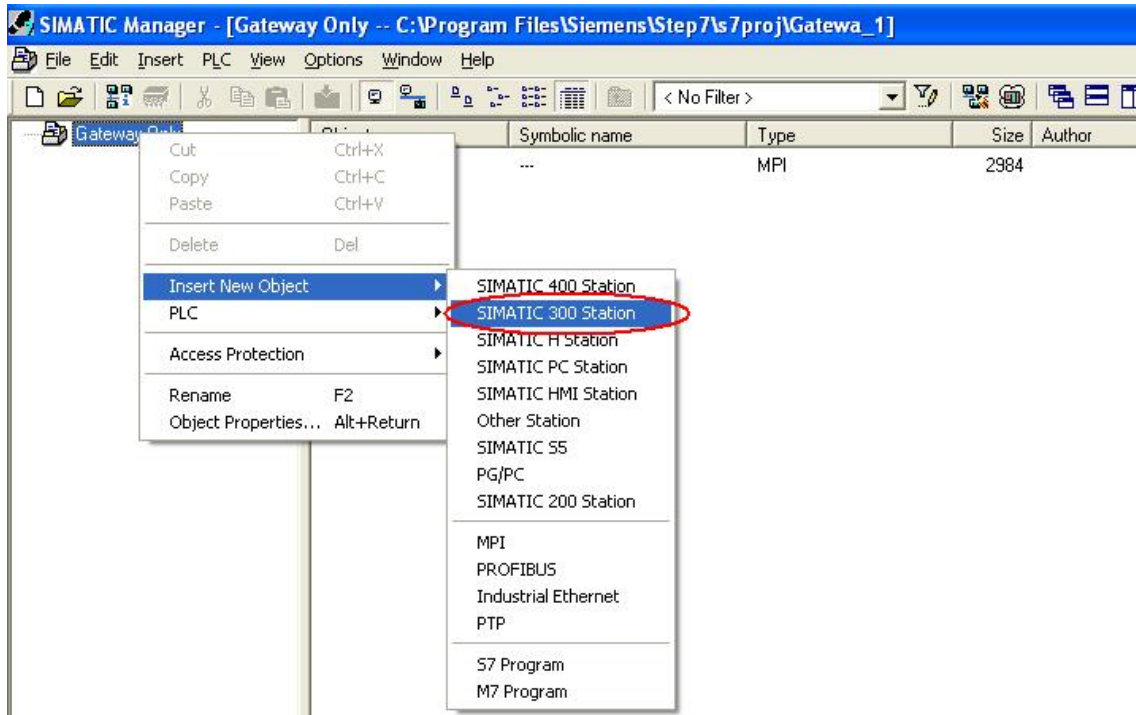 SIMATIC Manager - [Gateway Only -- C:\Program Files\Siemens\Step7\s7proj\Gatewa_1]
File Edit Insert PLC View Options Window Help
< No Filter >
Gateway Only
Symbolic name Type Size Author
--- MPI 2984
Cut Ctrl+X
Copy Ctrl+C
Paste Ctrl+V
Delete Del
Insert New Object
PLC
Access Protection
Rename F2
Object Properties... Alt+Return
SIMATIC 400 Station
SIMATIC 300 Station
SIMATIC H Station
SIMATIC PC Station
SIMATIC HMI Station
Other Station
SIMATIC S5
PG/PC
SIMATIC 200 Station
MPI
PROFIBUS
Industrial Ethernet
PTP
S7 Program
M7 Program